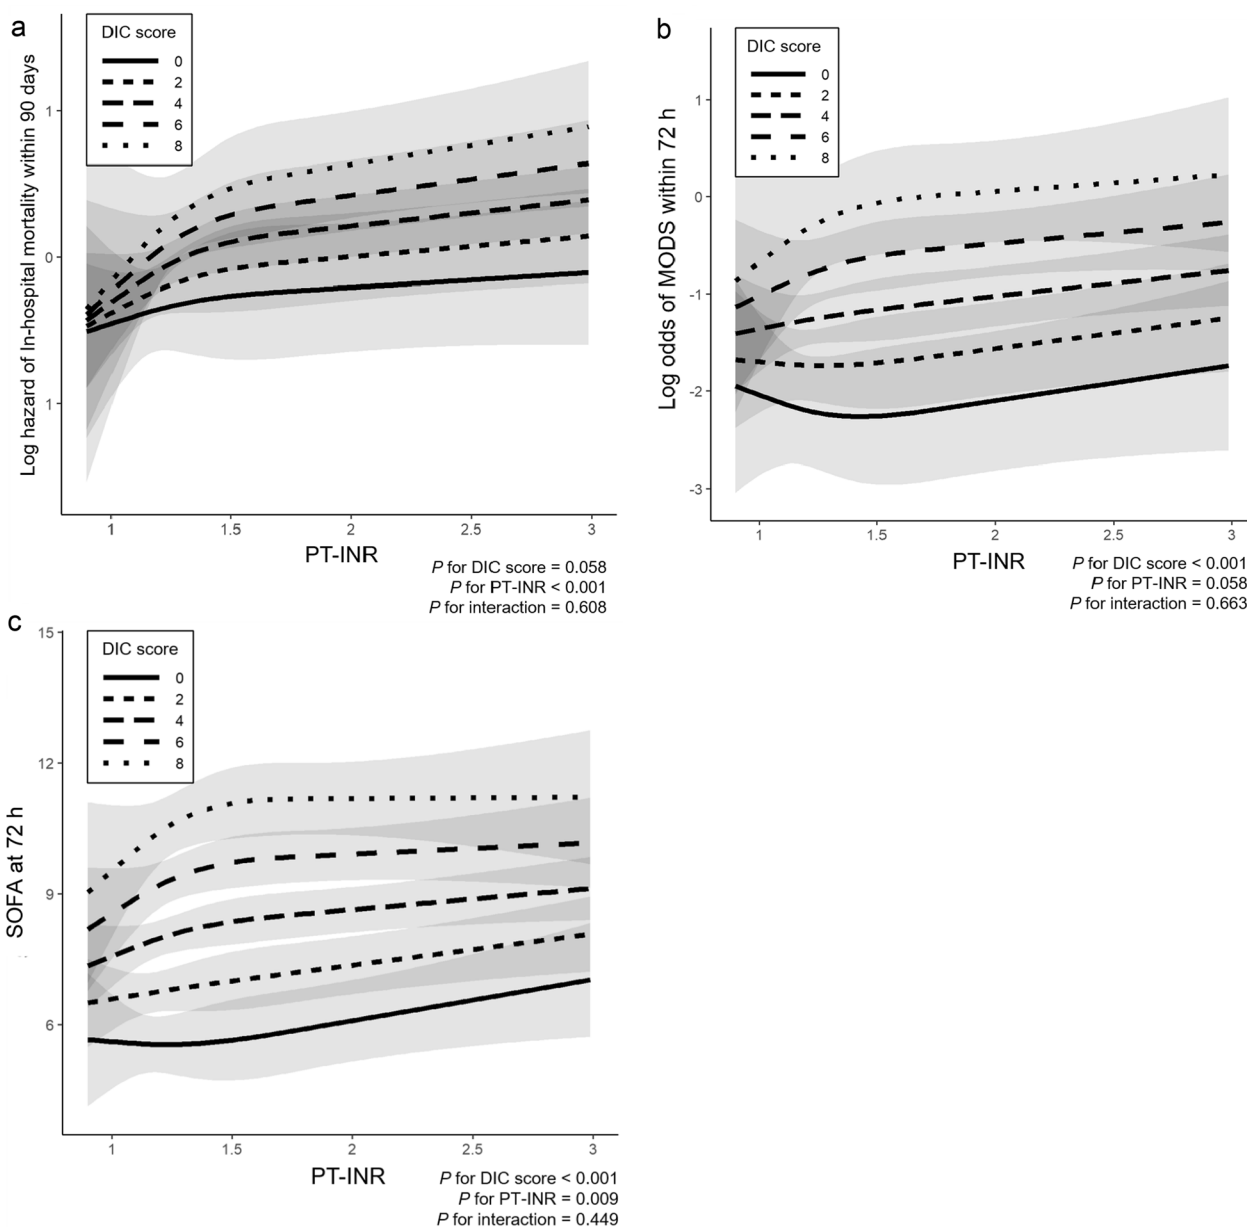 a
DIC score
0
2
4
6
8
Log hazard of In-hospital mortality within 90 days
1
0
1
1
1.5
2
2.5
3
PT-INR
P for DIC score = 0.058
P for PT-INR < 0.001
P for interaction = 0.608
b
DIC score
0
2
4
6
8
Log odds of MODS within 72 h
1
0
-1
-2
-3
1
1.5
2
2.5
3
PT-INR
P for DIC score < 0.001
P for PT-INR = 0.058
P for interaction = 0.663
c
DIC score
0
2
4
6
8
SOFA at 72 h
15
12
9
6
1
1.5
2
2.5
3
PT-INR
P for DIC score < 0.001
P for PT-INR = 0.009
P for interaction = 0.449